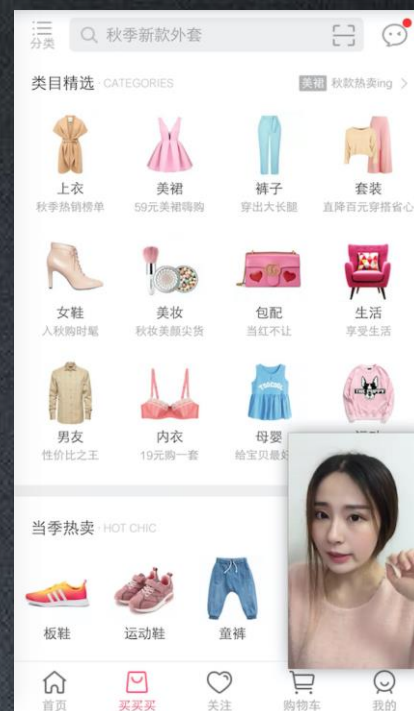 分类
秋季新款外套
类目精选 · CATEGORIES
美裙 秋款热卖ing >
上衣 美裙 裤子 套装
秋季热销榜单 59元美裙嗨购 穿出大长腿 直降百元穿搭省心
女鞋 美妆 包配 生活
入秋购时髦 秋妆美颜尖货 当红不让 享受生活
男友 内衣 母婴
性价比之王 19元购一套 给宝贝最好
当季热卖 · HOT CHIC
板鞋 运动鞋 童裤
首页 买买买 关注 购物车 我的